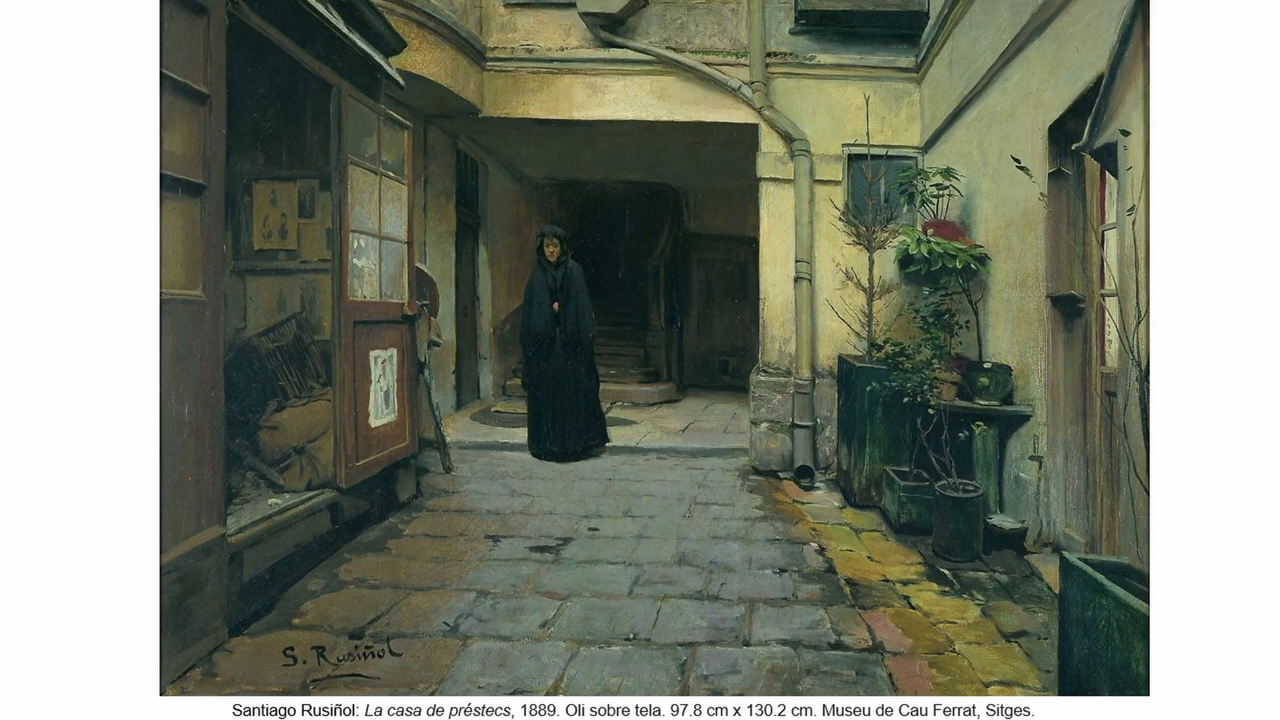 S. Rusiñol
Santiago Rusiñol: La casa de préstecs, 1889. Oli sobre tela. 97.8 cm x 130.2 cm. Museu de Cau Ferrat, Sitges.